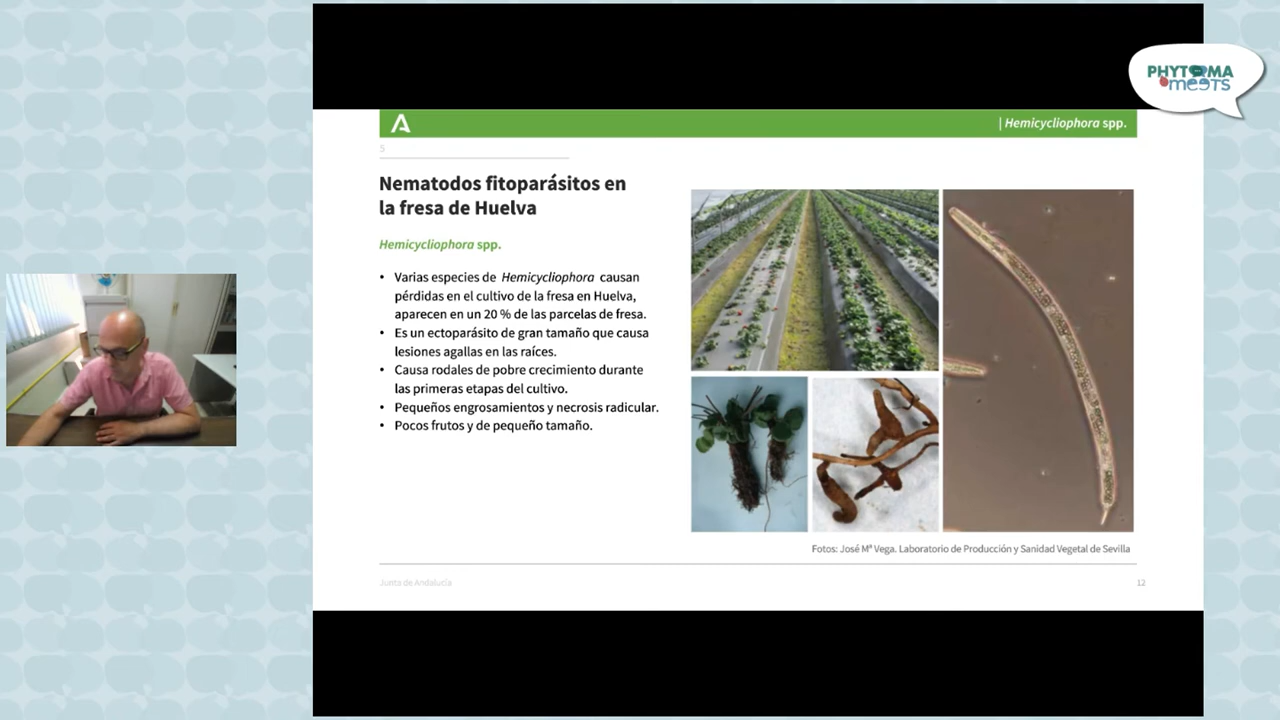 PHYTOMA
meets
| Hemicycliophora spp.
5
Nematodos fitoparásitos en
la fresa de Huelva
Hemicycliophora spp.
• Varias especies de Hemicycliophora causan
pérdidas en el cultivo de la fresa en Huelva,
aparecen en un 20 % de las parcelas de fresa.
• Es un ectoparásito de gran tamaño que causa
lesiones agallas en las raíces.
• Causa rodales de pobre crecimiento durante
las primeras etapas del cultivo.
• Pequeños engrosamientos y necrosis radicular.
• Pocos frutos y de pequeño tamaño.
Fotos: José Mª Vega. Laboratorio de Producción y Sanidad Vegetal de Sevilla
Junta de Andalucía
12